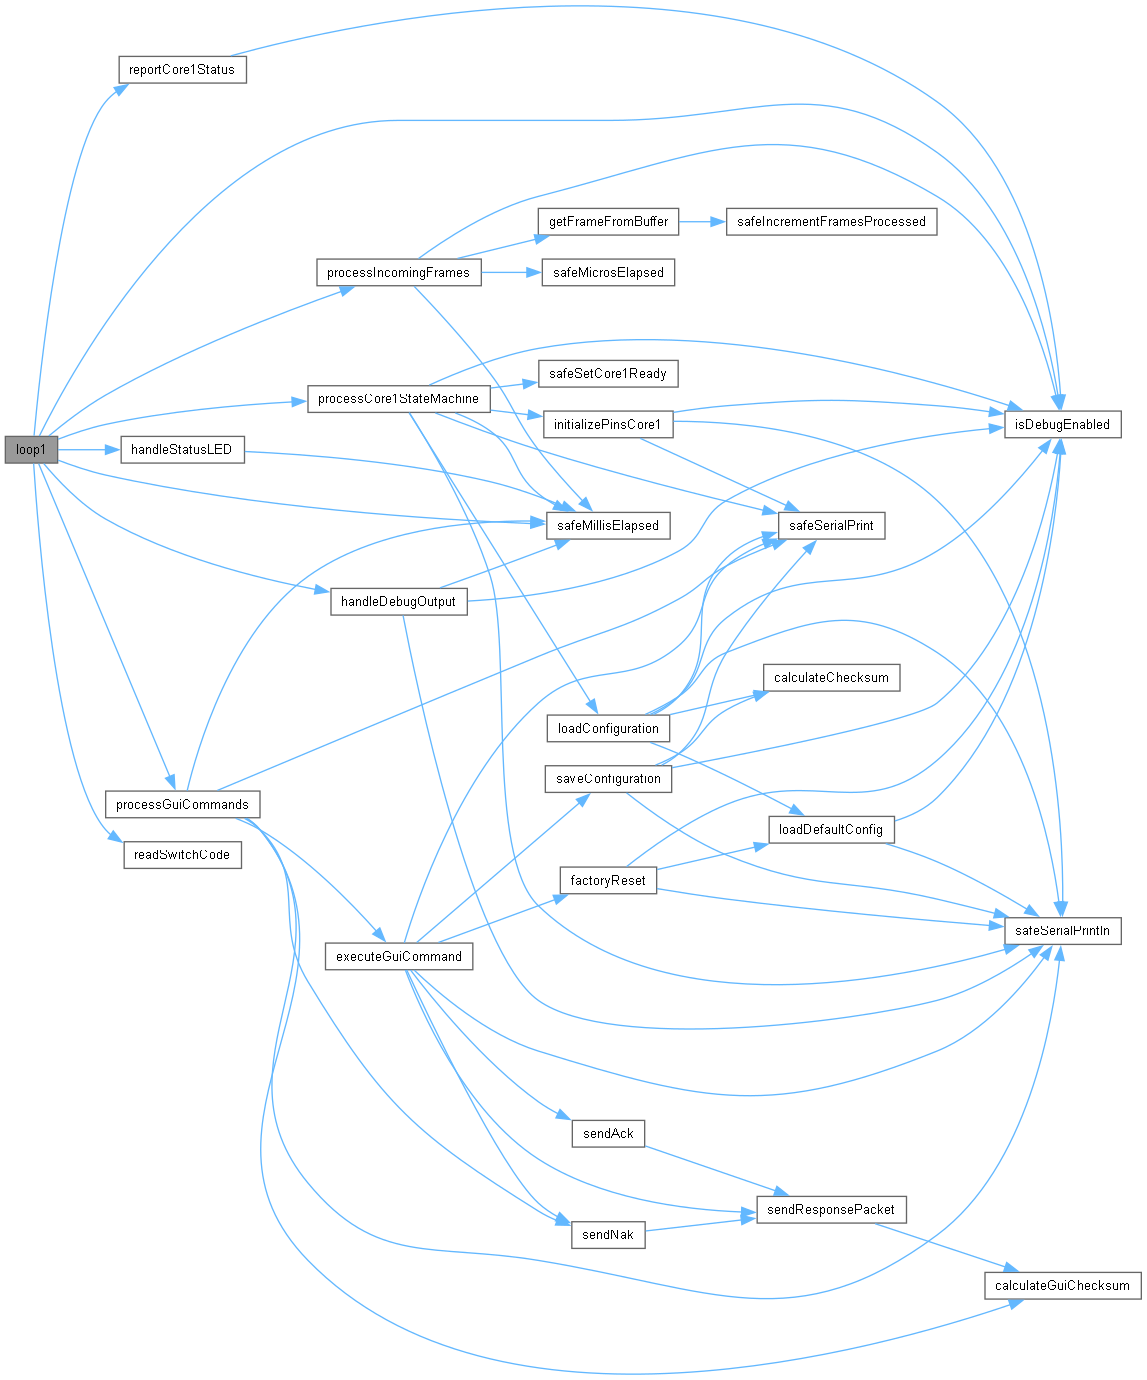 reportCore1Status
getFrameFromBuffer
safeIncrementFramesProcessed
processIncomingFrames
safeMicrosElapsed
safeSetCore1Ready
processCore1StateMachine
initializePinsCore1
isDebugEnabled
loop1
handleStatusLED
safeMillisElapsed
safeSerialPrint
handleDebugOutput
calculateChecksum
loadConfiguration
saveConfiguration
processGuiCommands
loadDefaultConfig
readSwitchCode
factoryReset
safeSerialPrintln
executeGuiCommand
sendAck
sendResponsePacket
sendNak
calculateGuiChecksum